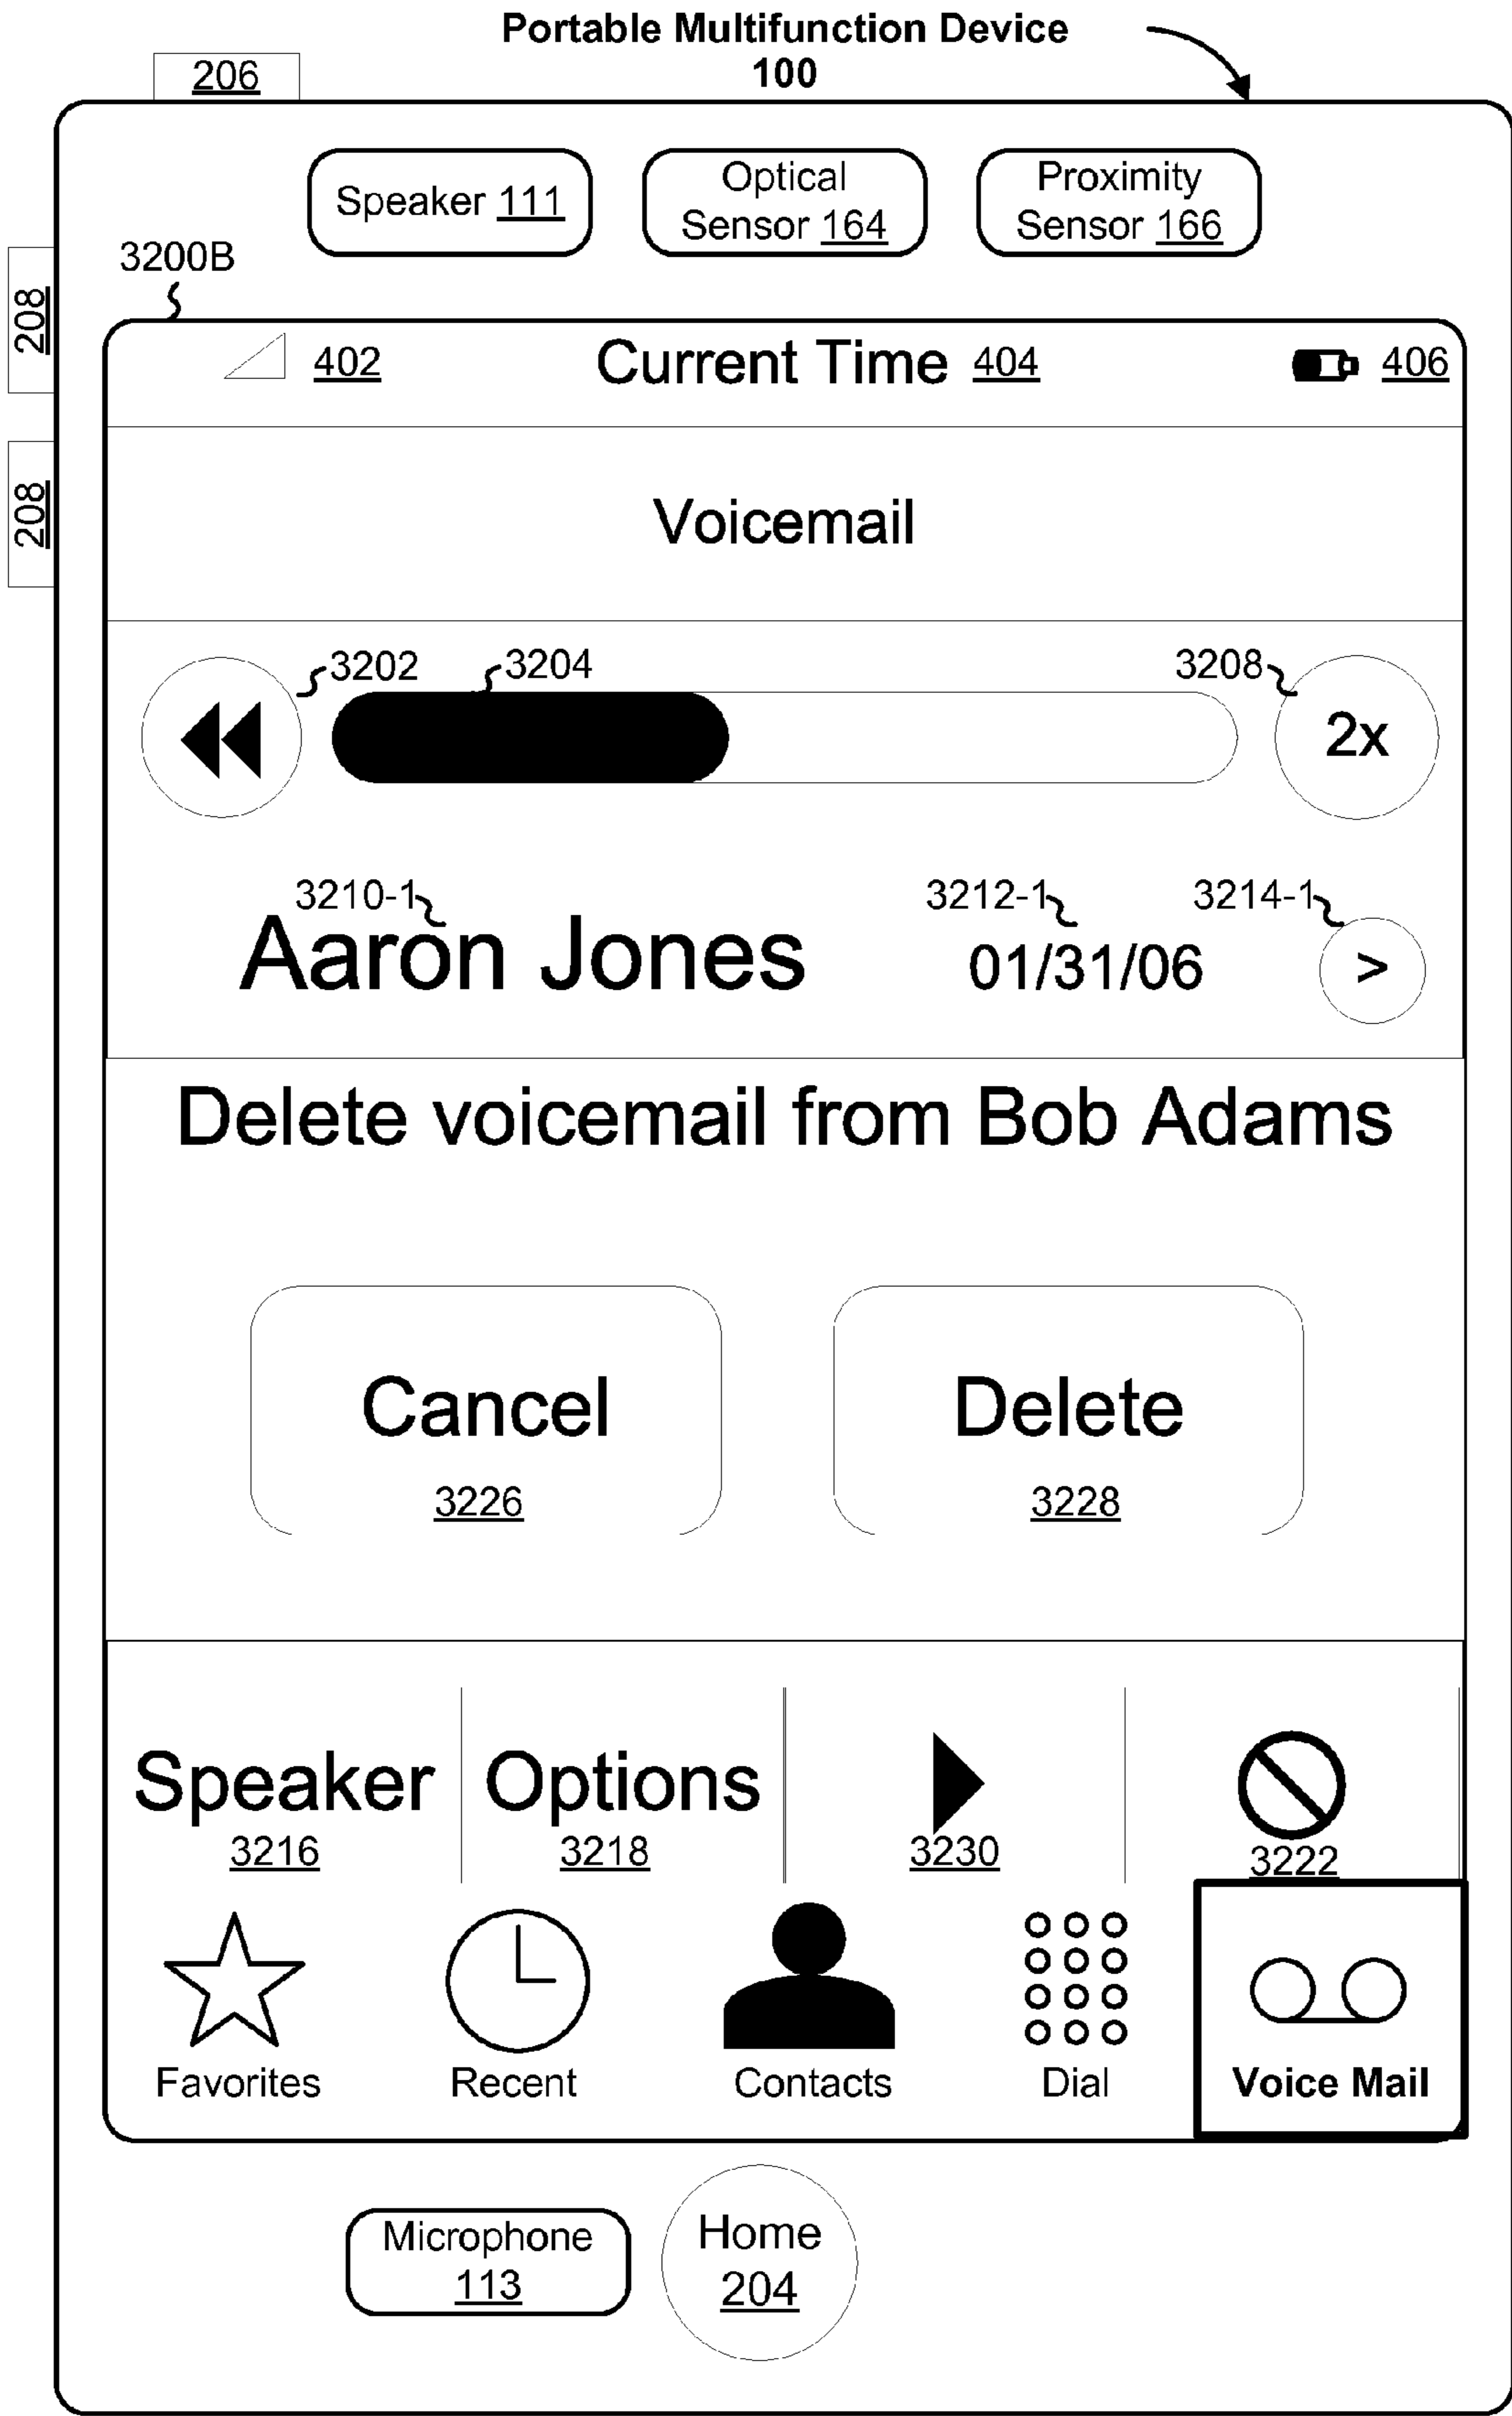 Portable Multifunction Device
100
206
Speaker 111
Optical
Sensor 164
Proximity
Sensor 166
3200B
208
208
402
Current Time 404
406
Voicemail
3202
3204
3208
2x
3210-1
3212-1
3214-1
Aaron Jones
01/31/06
>
Delete voicemail from Bob Adams
Cancel
3226
Delete
3228
Speaker
3216
Options
3218
3230
3222
Favorites
Recent
Contacts
Dial
Voice Mail
Microphone
113
Home
204